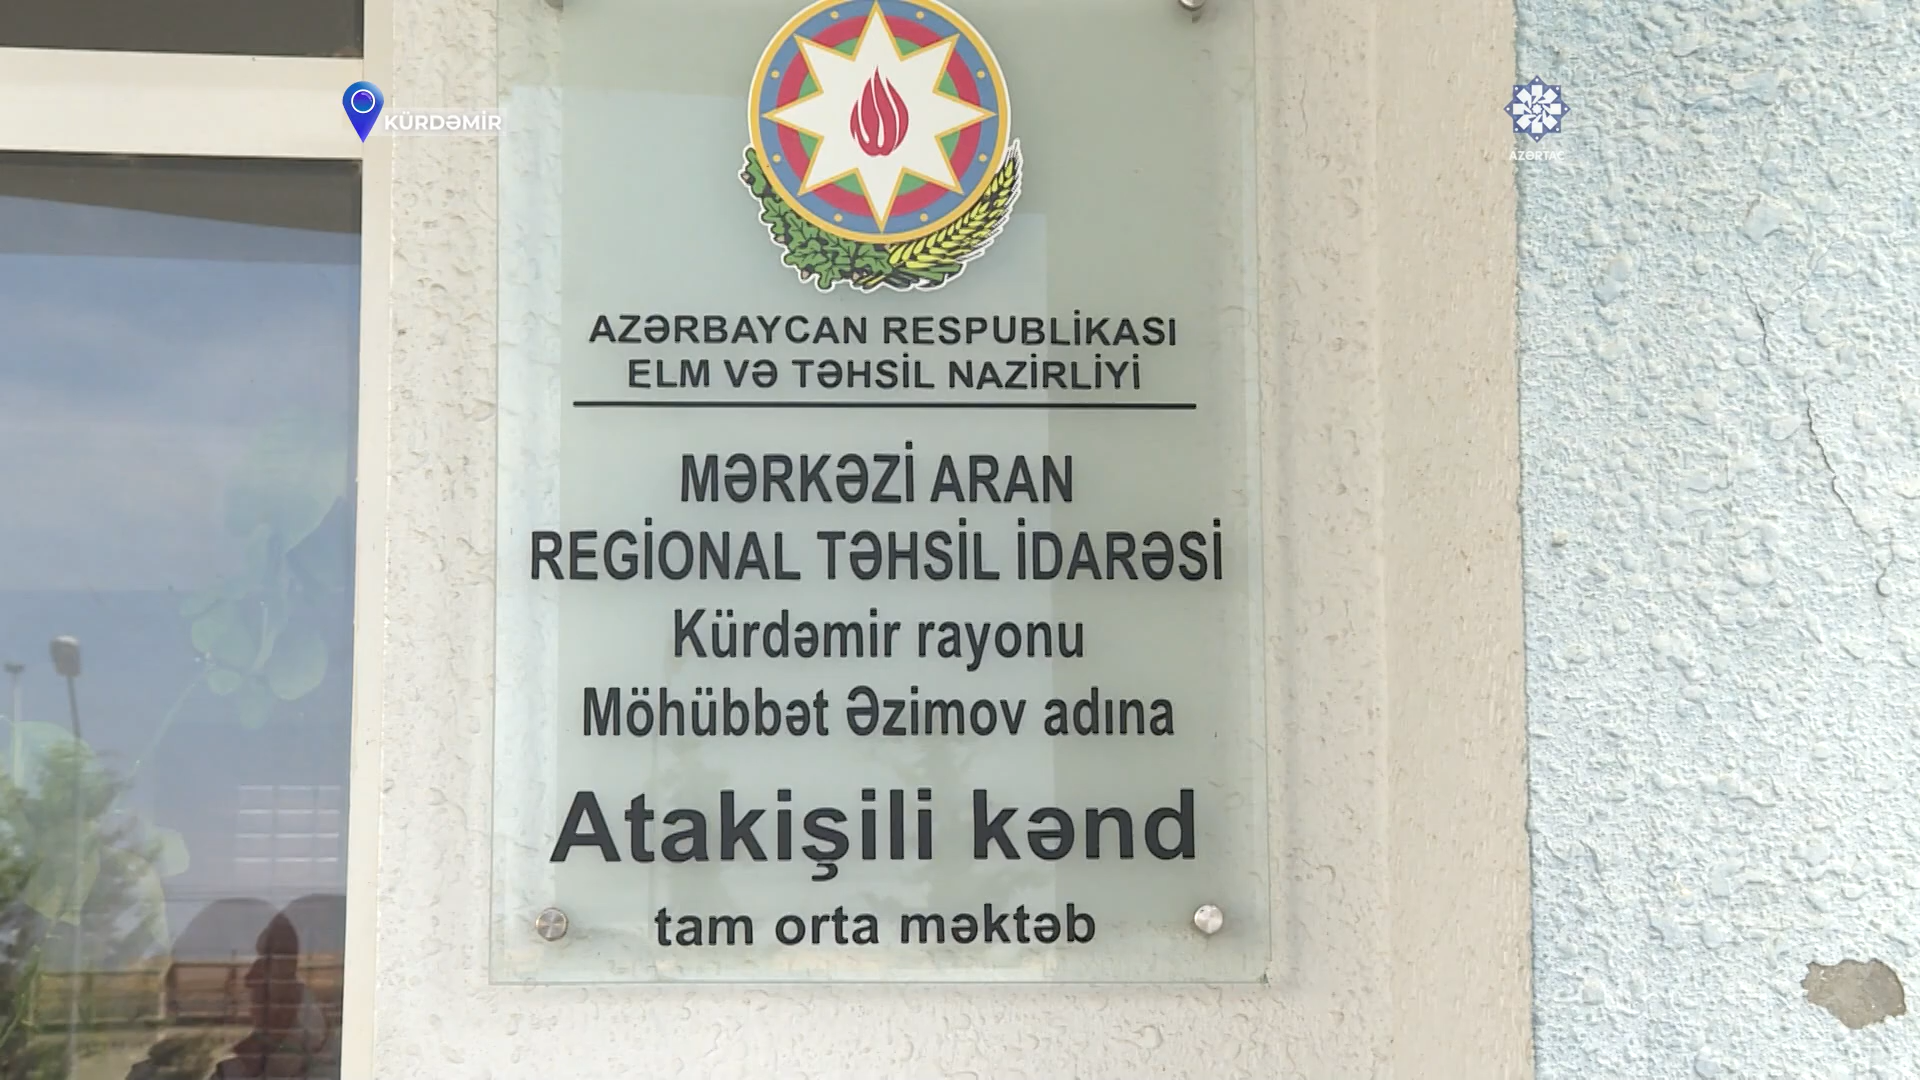 KÜRDƏMİR
AZƏRTAC
AZƏRBAYCAN RESPUBLİKASI
ELM VƏ TƏHSİL NAZİRLİYİ
MƏRKƏZİ ARAN
REGİONAL TƏHSİL İDARƏSİ
Kürdəmir rayonu
Möhübbət Əzimov adına
Atakişili kənd
tam orta məktəb